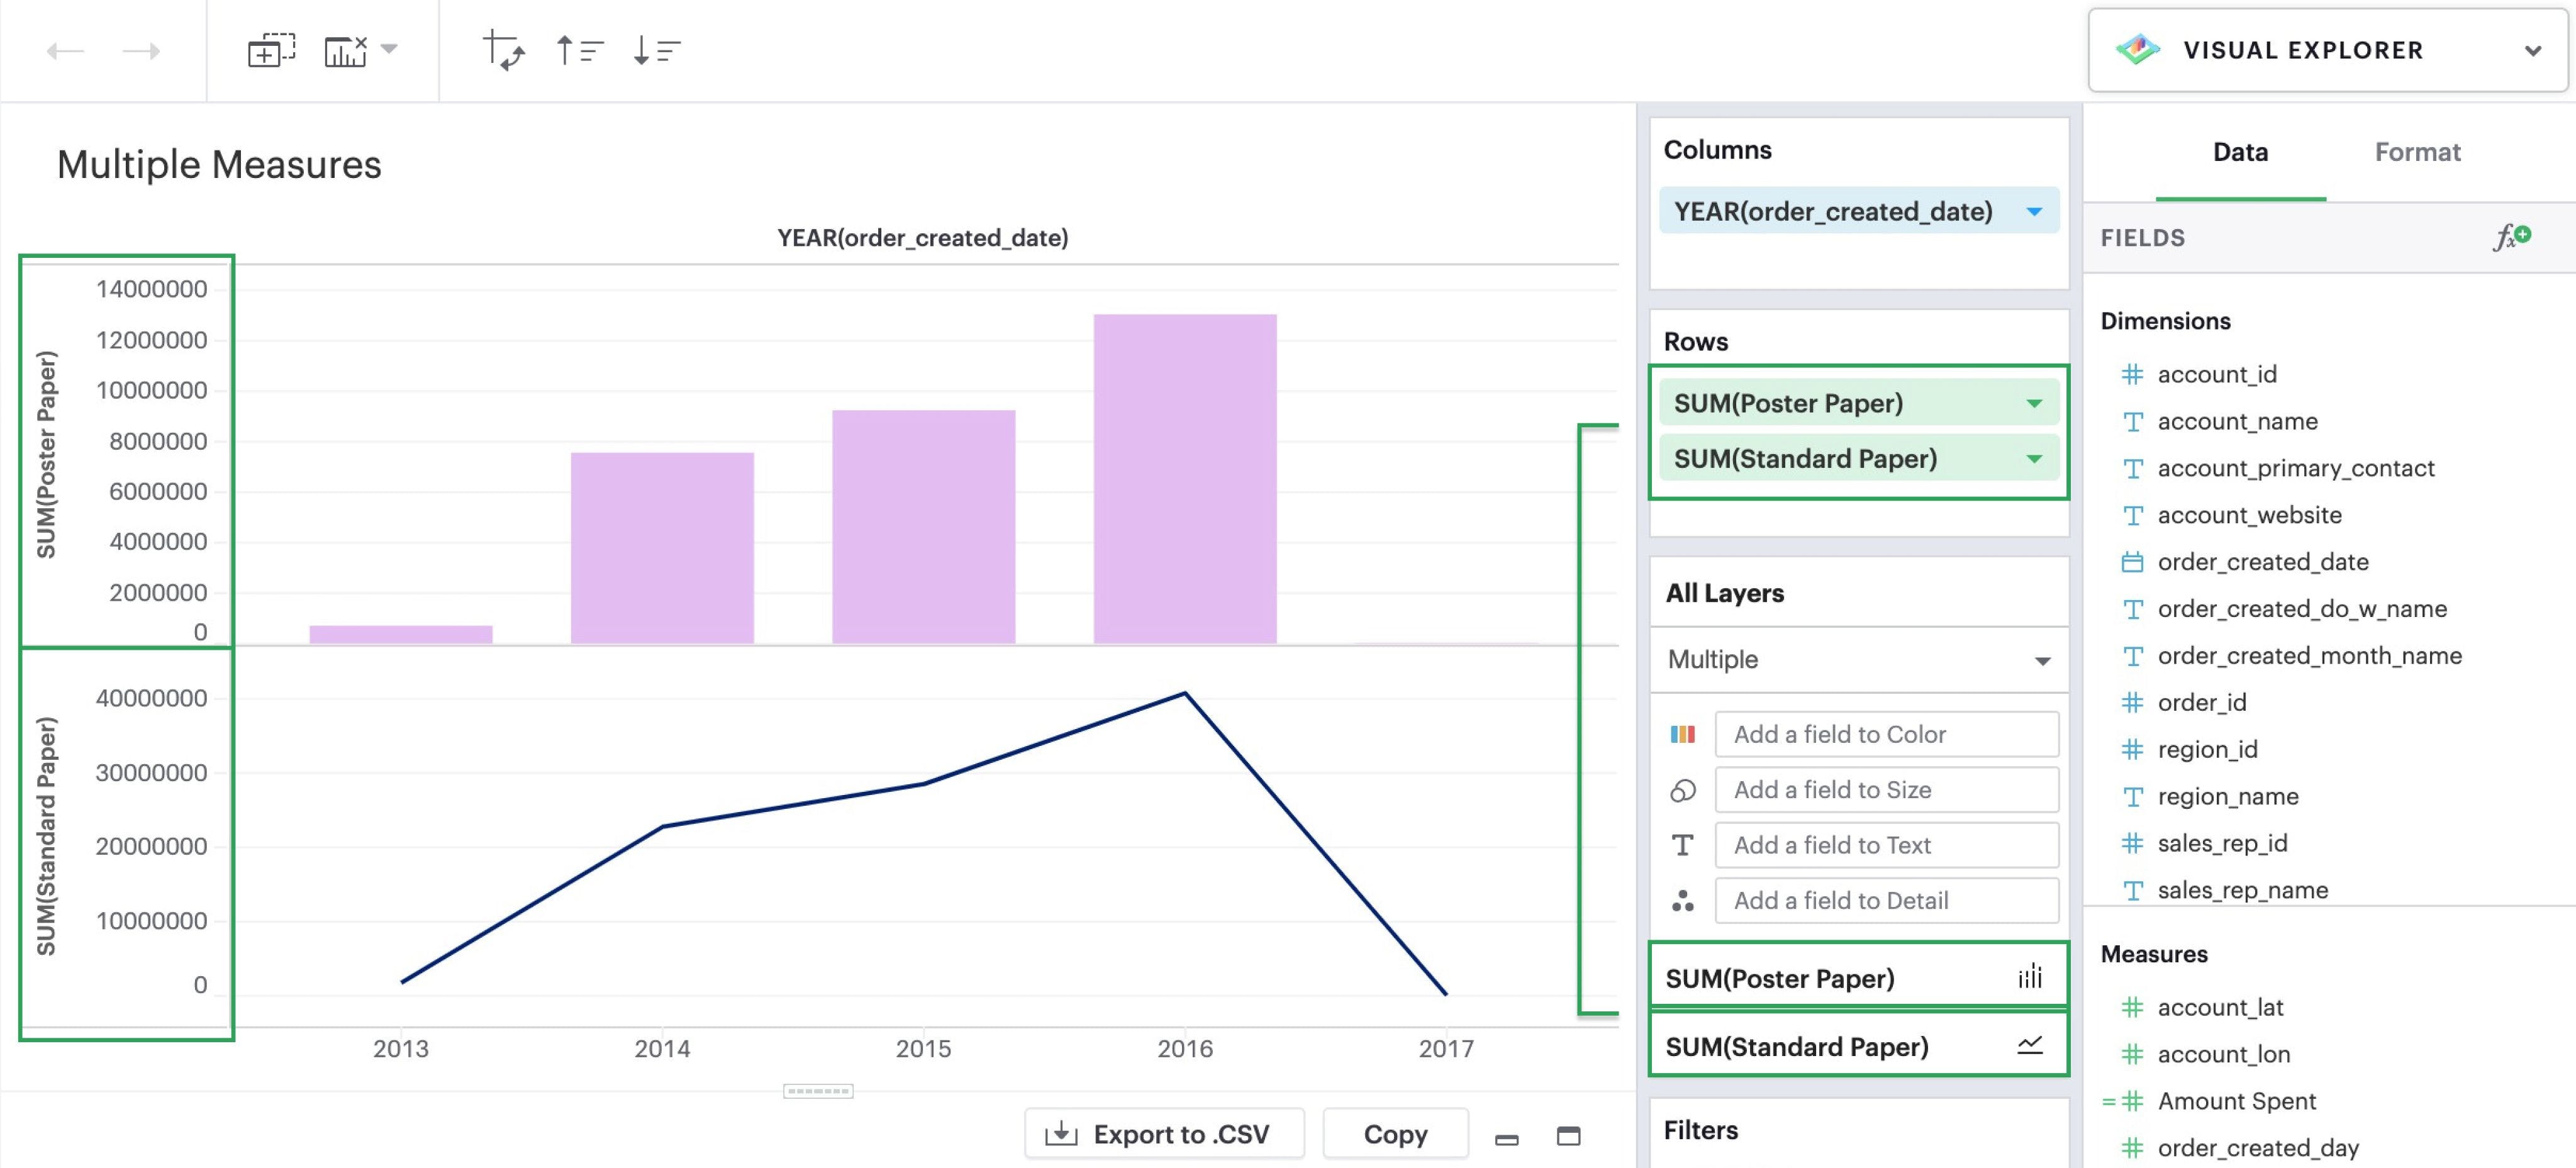 VISUAL EXPLORER
Multiple Measures
YEAR(order_created_date)
SUM(Poster Paper)
14000000
12000000
10000000
8000000
6000000
4000000
2000000
0
SUM(Standard Paper)
40000000
30000000
20000000
10000000
0
2013
2014
2015
2016
2017
Export to .CSV
Copy
Columns
YEAR(order_created_date)
Rows
SUM(Poster Paper)
SUM(Standard Paper)
All Layers
Multiple
Add a field to Color
Add a field to Size
T
Add a field to Text
Add a field to Detail
SUM(Poster Paper)
SUM(Standard Paper)
Filters
Data
Format
FIELDS
fx
Dimensions
# account_id
T account_name
T account_primary_contact
T account_website
order_created_date
T order_created_do_w_name
T order_created_month_name
# order_id
# region_id
T region_name
# sales_rep_id
T sales_rep_name
Measures
# account_lat
# account_lon
=# Amount Spent
# order_created_day